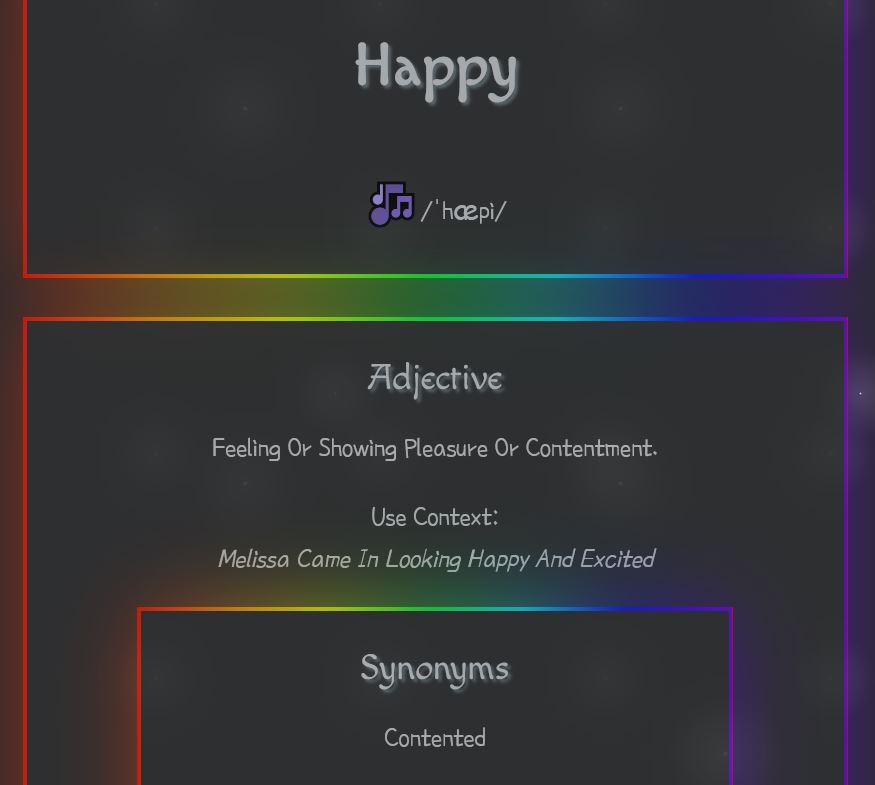 Happy
/ˈhæpi/
Adjective
Feeling Or Showing Pleasure Or Contentment.
Use Context:
Melissa Came In Looking Happy And Excited
Synonyms
Contented